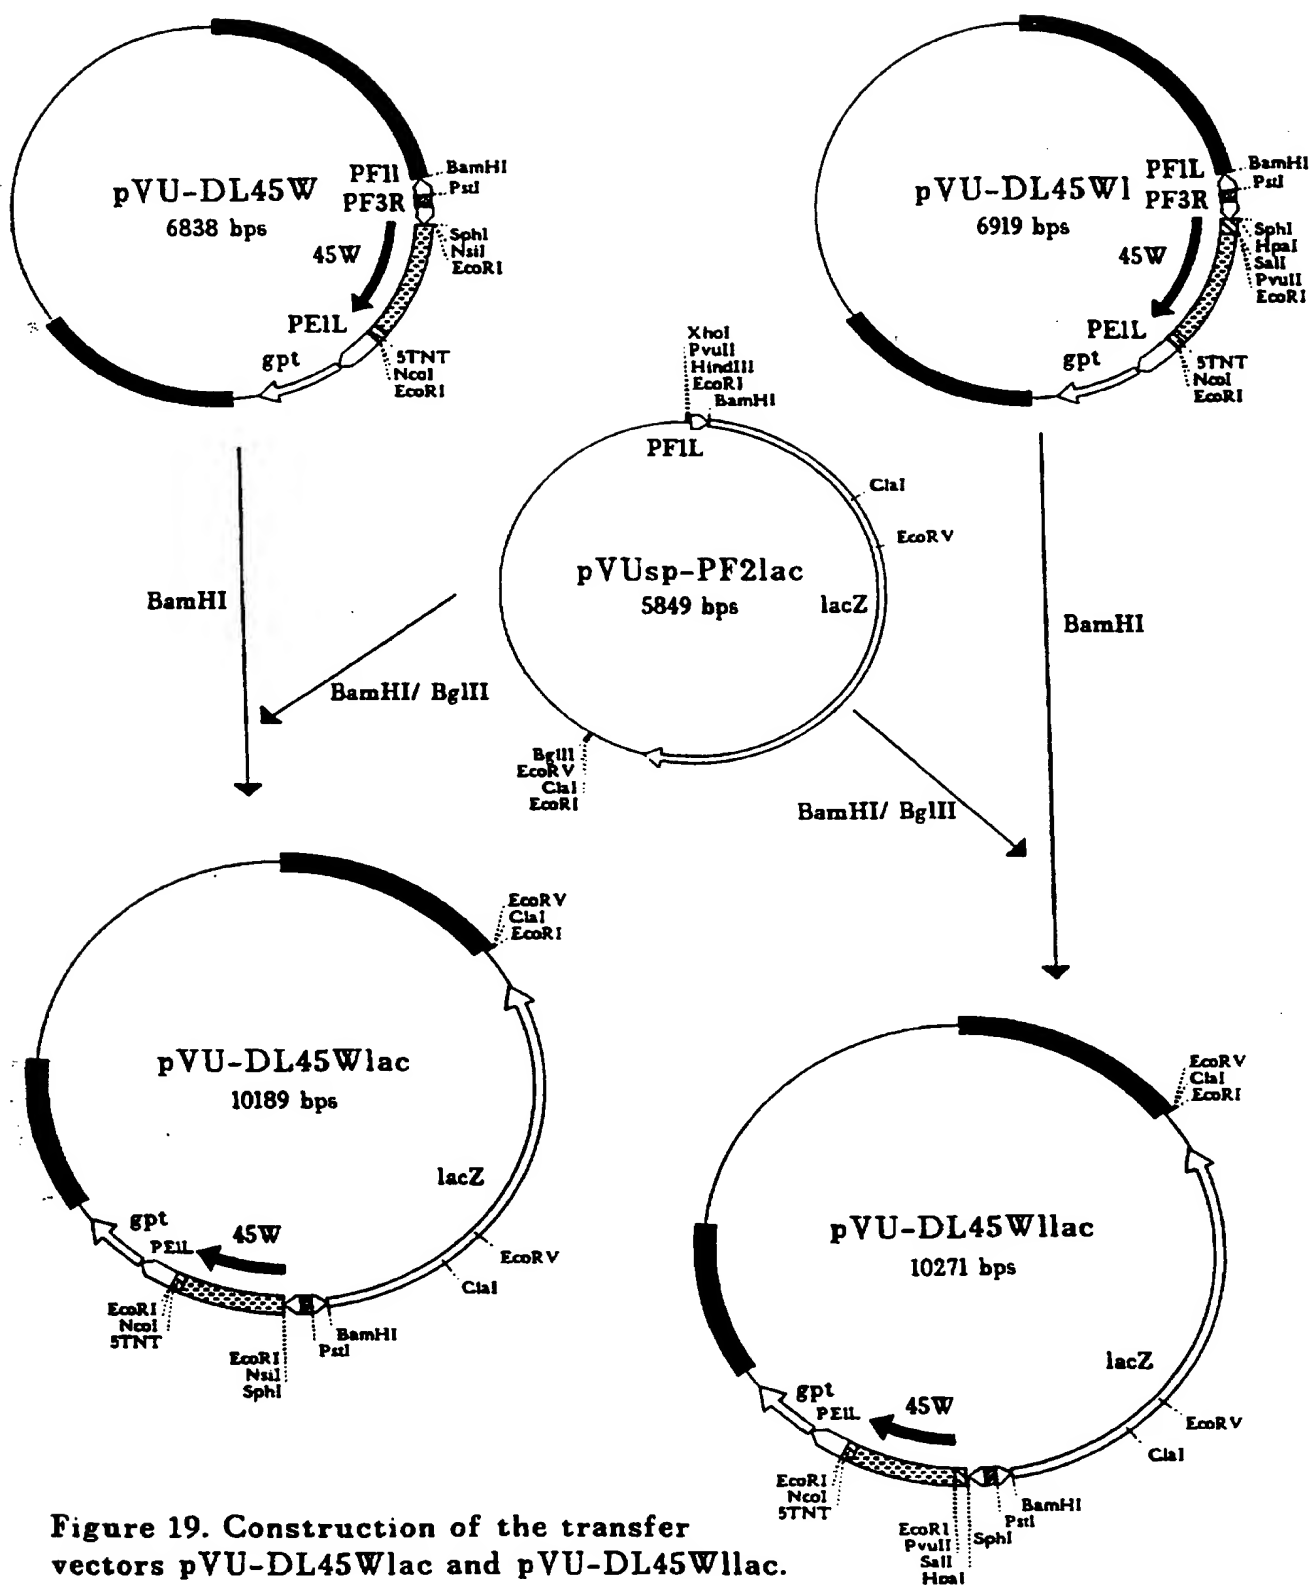 pVU-DL45W
6838 bps
PF1l
PF3R
45W
PE1L
gpt
BamHI
PstI
SphI
NsiI
EcoRI
5TNT
NcoI
EcoRI
pVU-DL45Wl
6919 bps
PF1L
PF3R
45W
PE1L
gpt
BamHI
PstI
SphI
HpaI
SalI
PvuII
EcoRI
5TNT
NcoI
EcoRI
XhoI
PvuII
HindIII
EcoRI
BamHI
PF1L
ClaI
EcoRV
pVUsp-PF2lac
5849 bps
lacZ
BglII
EcoRV
ClaI
EcoRI
BamHI
BamHI/ BglII
BamHI/ BglII
BamHI
EcoRV
ClaI
EcoRI
pVU-DL45Wlac
10189 bps
lacZ
gpt
PE1L
45W
EcoRV
ClaI
EcoRI
NcoI
5TNT
BamHI
PstI
EcoRI
NsiI
SphI
EcoRV
ClaI
EcoRI
pVU-DL45Wllac
10271 bps
lacZ
gpt
PE1L
45W
EcoRV
ClaI
EcoRI
NcoI
5TNT
BamHI
PstI
SphI
EcoRI
PvuII
SalI
HpaI
Figure 19. Construction of the transfer
vectors pVU-DL45Wlac and pVU-DL45Wllac.